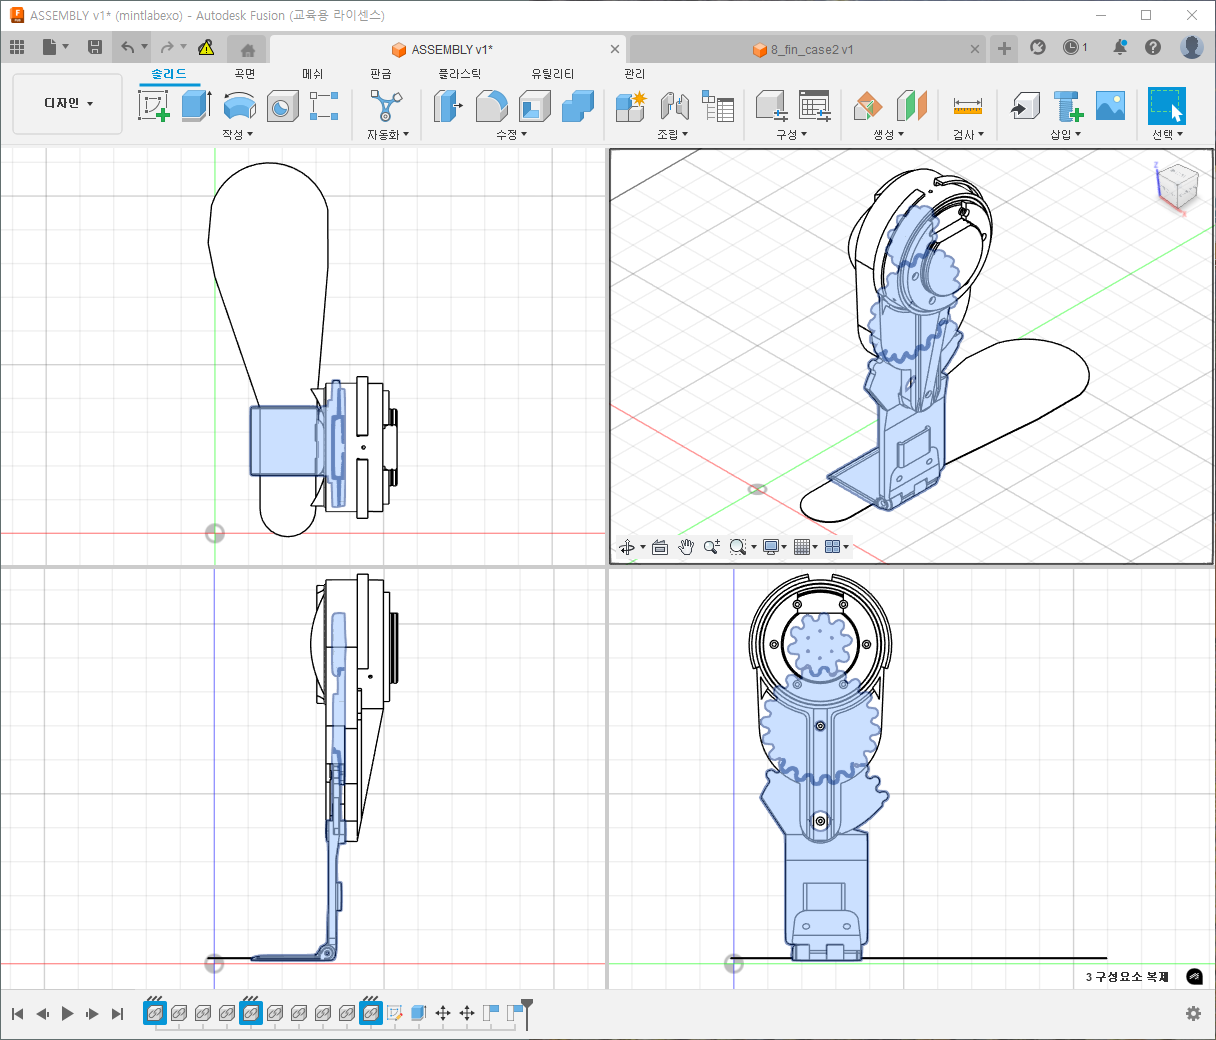 ASSEMBLY v1* (mintlabexo) - Autodesk Fusion (교육용 라이센스)
ASSEMBLY v1*
8_fin_case2 v1
1
디자인
솔리드 곡면 메쉬 판금 플라스틱 유틸리티 관리
작성 자동화 수정 조립 구성 생성 검사 삽입 선택
Z
X
3 구성요소 복제